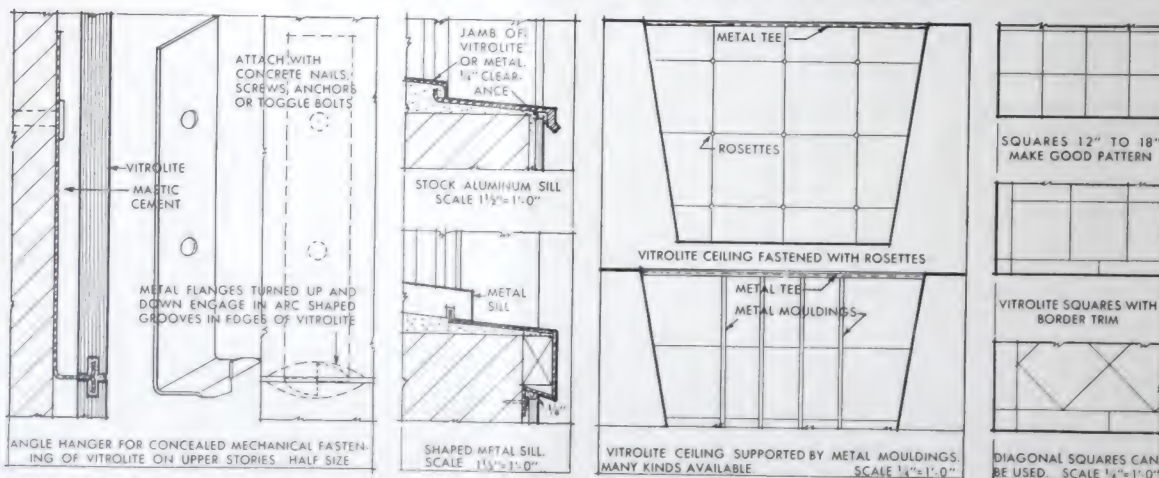 ATTACH WITH
CONCRETE NAILS,
SCREWS, ANCHORS
OR TOGGLE BOLTS
VITROLITE
MASTIC
CEMENT
METAL FLANGES TURNED UP AND
DOWN ENGAGE IN ARC SHAPED
GROOVES IN EDGES OF VITROLITE
ANGLE HANGER FOR CONCEALED MECHANICAL FASTEN-
ING OF VITROLITE ON UPPER STORIES HALF SIZE
JAMB OF
VITROLITE
OR METAL.
1/4" CLEAR-
ANCE
STOCK ALUMINUM SILL
SCALE 1 1/2"=1'-0"
METAL
SILL
1/8"
SHAPED METAL SILL.
SCALE 1 1/2"=1'-0"
METAL TEE
ROSETTES
VITROLITE CEILING FASTENED WITH ROSETTES
METAL TEE
METAL MOULDINGS
VITROLITE CEILING SUPPORTED BY METAL MOULDINGS.
MANY KINDS AVAILABLE SCALE 1/4"=1'-0"
SQUARES 12" TO 18"
MAKE GOOD PATTERN
VITROLITE SQUARES WITH
BORDER TRIM
DIAGONAL SQUARES CAN
BE USED. SCALE 1/4"=1'-0"